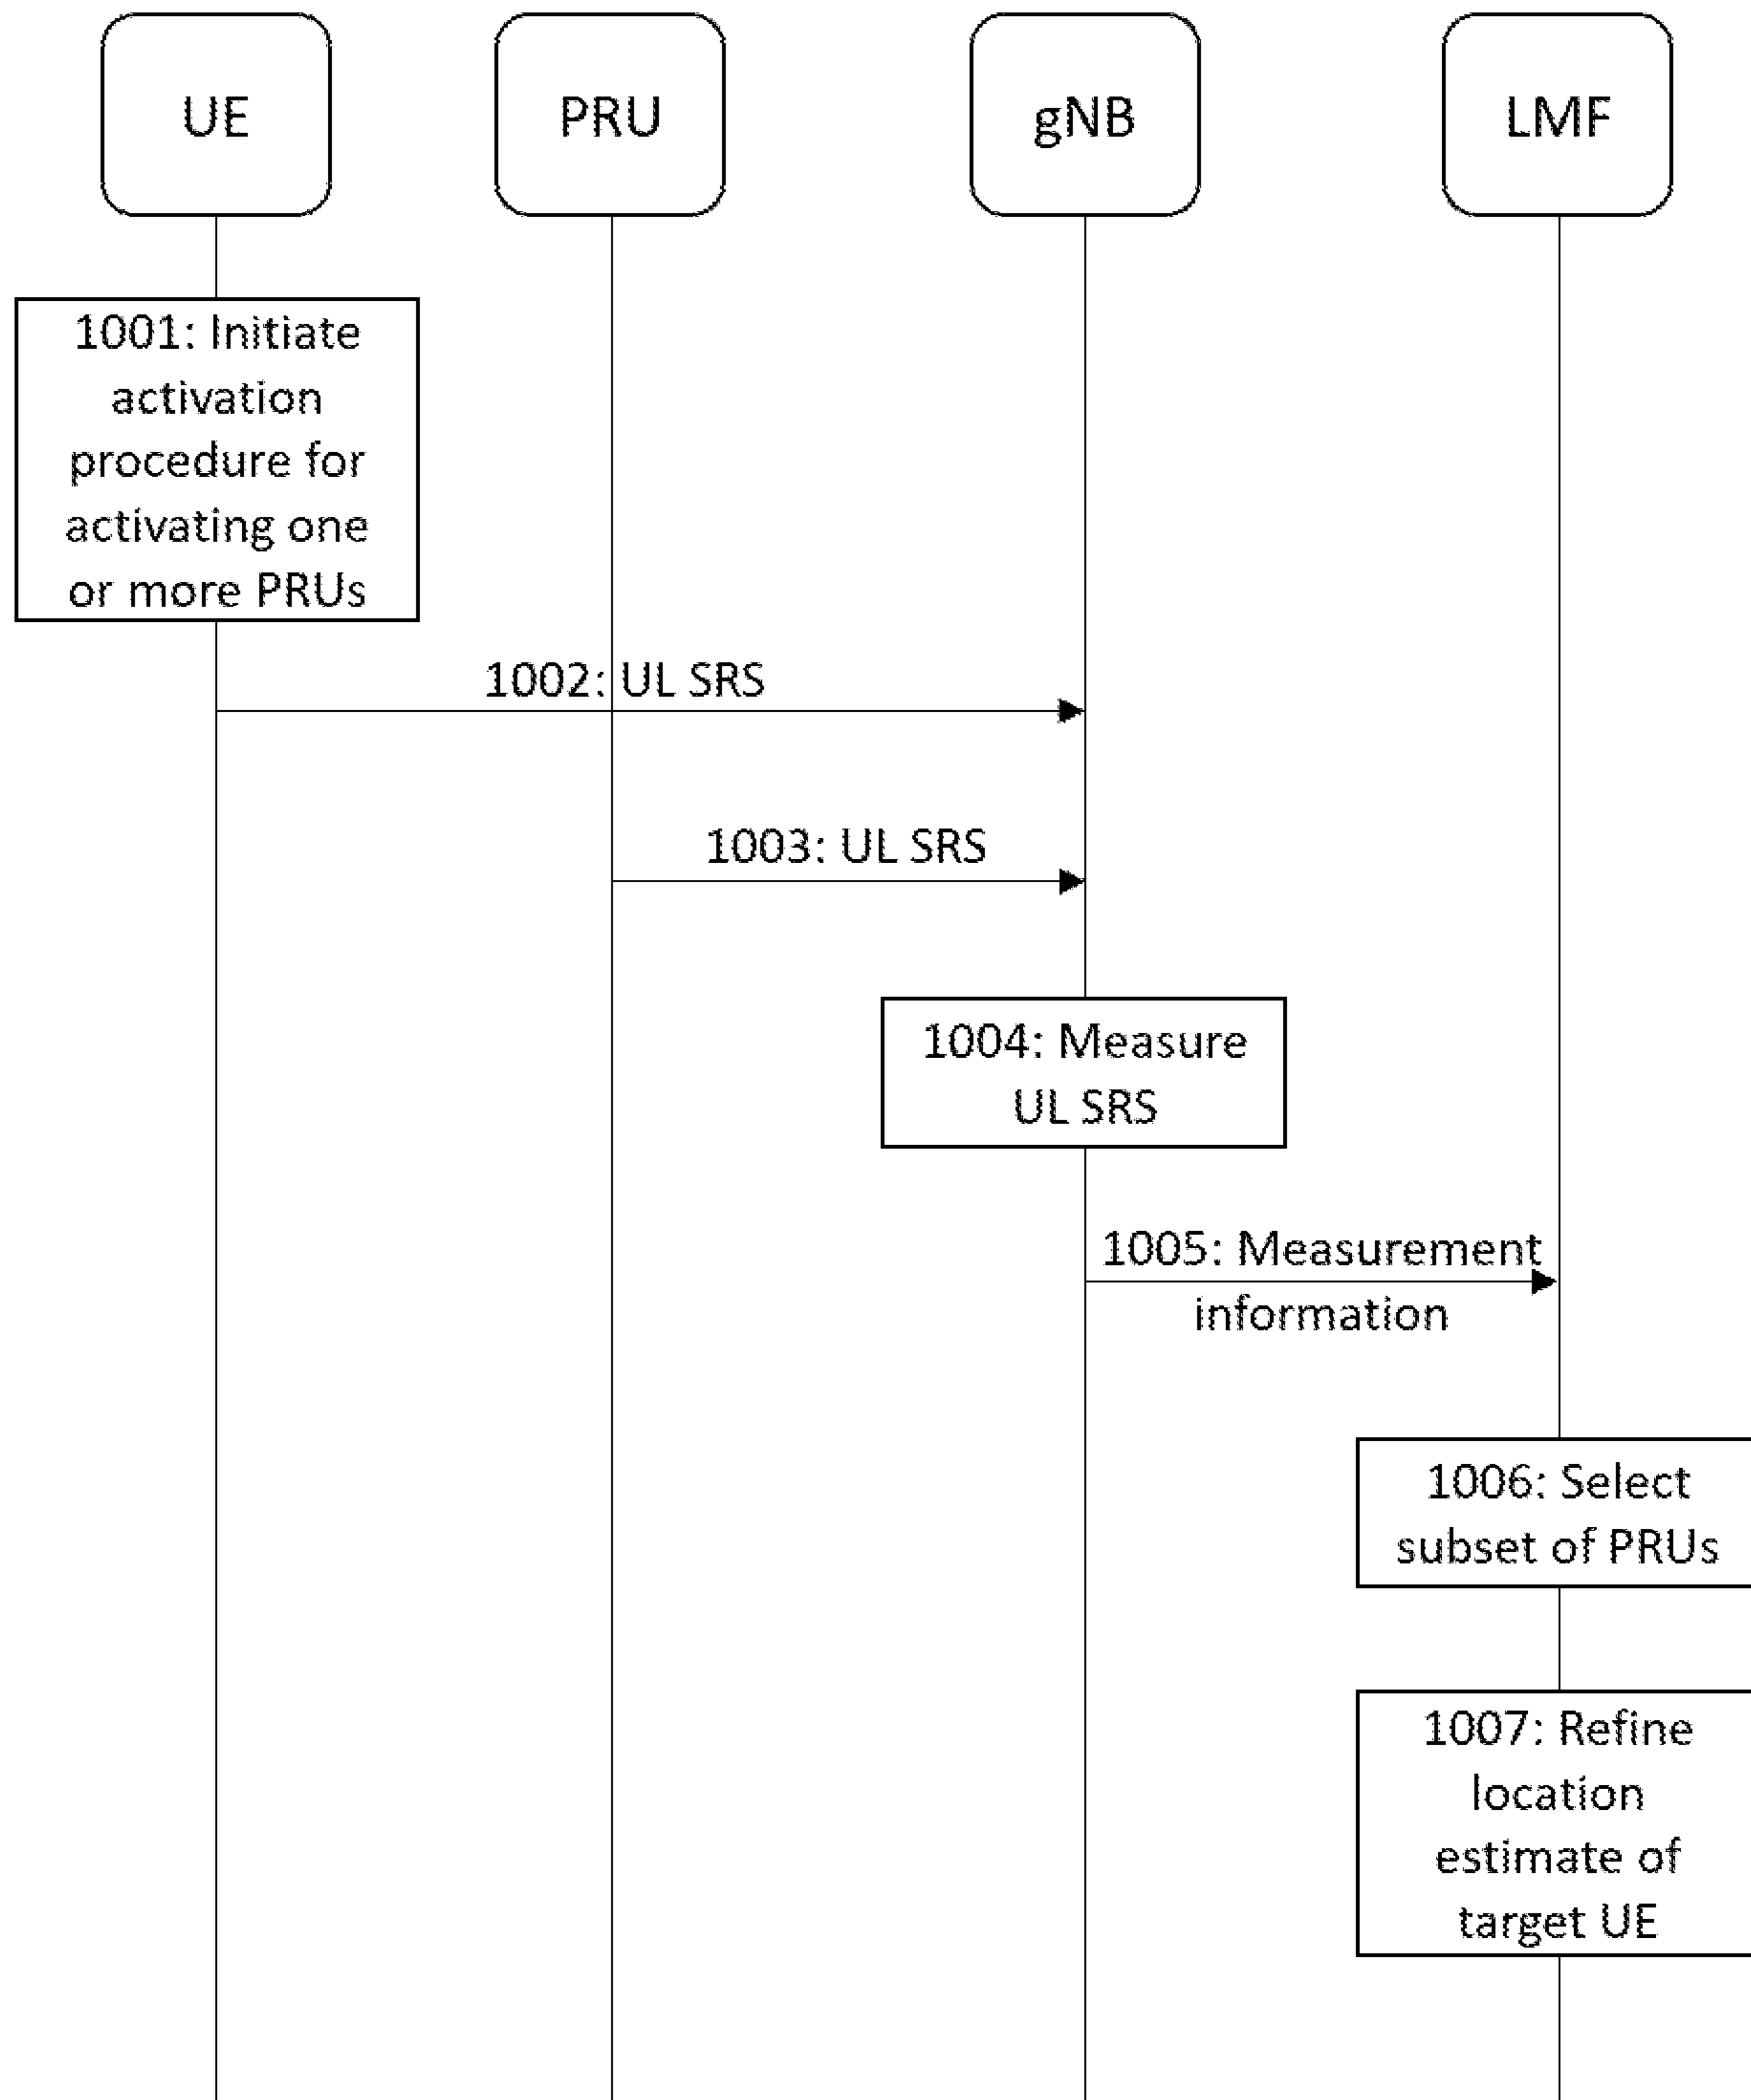 UE
PRU
gNB
LMF
1001: Initiate
activation
procedure for
activating one
or more PRUs
1002: UL SRS
1003: UL SRS
1004: Measure
UL SRS
1005: Measurement
information
1006: Select
subset of PRUs
1007: Refine
location
estimate of
target UE